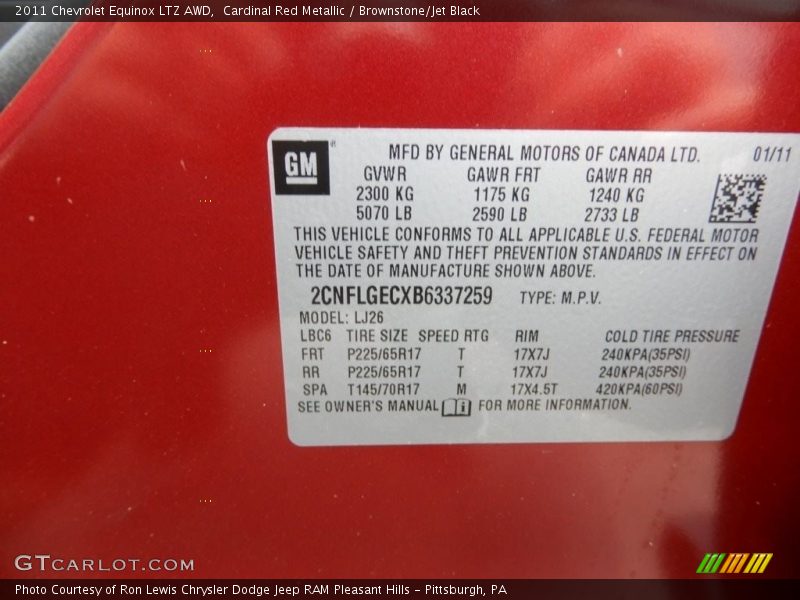 2011 Chevrolet Equinox LTZ AWD,  Cardinal Red Metallic / Brownstone/Jet Black
GM
MFD BY GENERAL MOTORS OF CANADA LTD. 01/11
GVWR GAWR FRT GAWR RR
2300 KG 1175 KG 1240 KG
5070 LB 2590 LB 2733 LB
THIS VEHICLE CONFORMS TO ALL APPLICABLE U.S. FEDERAL MOTOR
VEHICLE SAFETY AND THEFT PREVENTION STANDARDS IN EFFECT ON
THE DATE OF MANUFACTURE SHOWN ABOVE.
2CNFLGECXB6337259 TYPE: M.P.V.
MODEL: LJ26
LBC6 TIRE SIZE SPEED RTG RIM COLD TIRE PRESSURE
FRT P225/65R17 T 17X7J 240KPA(35PSI)
RR P225/65R17 T 17X7J 240KPA(35PSI)
SPA T145/70R17 M 17X4.5T 420KPA(60PSI)
SEE OWNER'S MANUAL FOR MORE INFORMATION.
GTCARLOT.COM
Photo Courtesy of Ron Lewis Chrysler Dodge Jeep RAM Pleasant Hills - Pittsburgh, PA